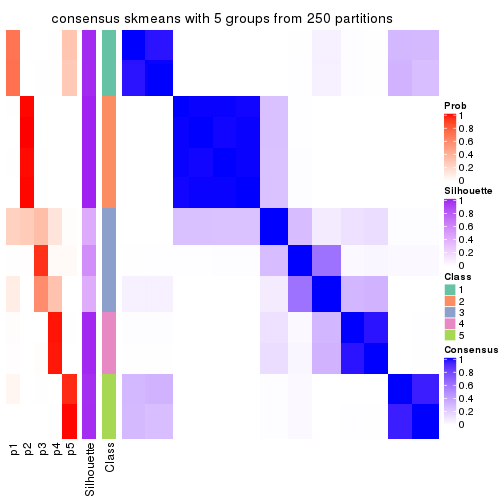 consensus skmeans with 5 groups from 250 partitions
Prob
1
0.8
0.6
0.4
0.2
0
Silhouette
1
0.8
0.6
0.4
0.2
0
Class
1
2
3
4
5
Consensus
1
0.8
0.6
0.4
0.2
0
p1
p2
p3
p4
p5
Silhouette
Class